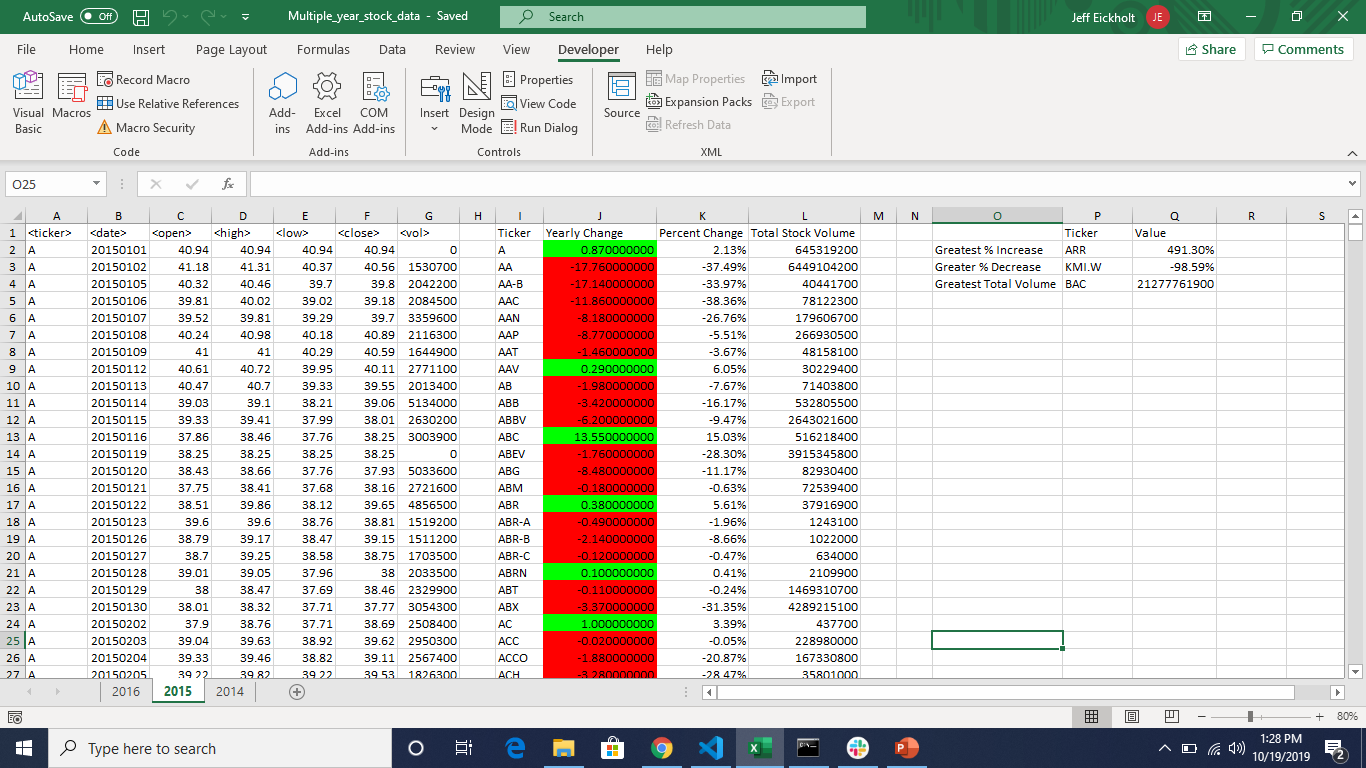 AutoSave Off Multiple_year_stock_data - Saved Search Jeff Eickholt JE
File Home Insert Page Layout Formulas Data Review View Developer Help Share Comments
Visual Basic Macros Record Macro Use Relative References Macro Security Code
Add-ins Excel Add-ins COM Add-ins Add-ins
Insert Design Mode Properties View Code Run Dialog Controls
Source Map Properties Expansion Packs Refresh Data Import Export XML
O25 fx
A B C D E F G H I J K L M N O P Q R S
1 <ticker> <date> <open> <high> <low> <close> <vol> Ticker Yearly Change Percent Change Total Stock Volume Ticker Value
2 A 20150101 40.94 40.94 40.94 40.94 0 A 0.870000000 2.13% 645319200 Greatest % Increase ARR 491.30%
3 A 20150102 41.18 41.31 40.37 40.56 1530700 AA -17.760000000 -37.49% 6449104200 Greater % Decrease KMI.W -98.59%
4 A 20150105 40.32 40.46 39.7 39.8 2042200 AA-B -17.140000000 -33.97% 40441700 Greatest Total Volume BAC 21277761900
5 A 20150106 39.81 40.02 39.02 39.18 2084500 AAC -11.860000000 -38.36% 78122300
6 A 20150107 39.52 39.81 39.29 39.7 3359600 AAN -8.180000000 -26.76% 179606700
7 A 20150108 40.24 40.98 40.18 40.89 2116300 AAP -8.770000000 -5.51% 266930500
8 A 20150109 41 41 40.29 40.59 1644900 AAT -1.460000000 -3.67% 48158100
9 A 20150112 40.61 40.72 39.95 40.11 2771100 AAV 0.290000000 6.05% 30229400
10 A 20150113 40.47 40.7 39.33 39.55 2013400 AB -1.980000000 -7.67% 71403800
11 A 20150114 39.03 39.1 38.21 39.06 5134000 ABB -3.420000000 -16.17% 532805500
12 A 20150115 39.33 39.41 37.99 38.01 2630200 ABBV -6.200000000 -9.47% 2643021600
13 A 20150116 37.86 38.46 37.76 38.25 3003900 ABC 13.550000000 15.03% 516218400
14 A 20150119 38.25 38.25 38.25 38.25 0 ABEV -1.760000000 -28.30% 3915345800
15 A 20150120 38.43 38.66 37.76 37.93 5033600 ABG -8.480000000 -11.17% 82930400
16 A 20150121 37.75 38.41 37.68 38.16 2721600 ABM -0.180000000 -0.63% 72539400
17 A 20150122 38.51 39.86 38.12 39.65 4856500 ABR 0.380000000 5.61% 37916900
18 A 20150123 39.6 39.6 38.76 38.81 1519200 ABR-A -0.490000000 -1.96% 1243100
19 A 20150126 38.79 39.17 38.47 39.15 1511200 ABR-B -2.140000000 -8.66% 1022000
20 A 20150127 38.7 39.25 38.58 38.75 1703500 ABR-C -0.120000000 -0.47% 634000
21 A 20150128 39.01 39.05 37.96 38 2033500 ABRN 0.100000000 0.41% 2109900
22 A 20150129 38 38.47 37.69 38.46 2329900 ABT -0.110000000 -0.24% 1469310700
23 A 20150130 38.01 38.32 37.71 37.77 3054300 ABX -3.370000000 -31.35% 4289215100
24 A 20150202 37.9 38.76 37.71 38.69 2508400 AC 1.000000000 3.39% 437700
25 A 20150203 39.04 39.63 38.92 39.62 2950300 ACC -0.020000000 -0.05% 228980000
26 A 20150204 39.33 39.46 38.82 39.11 2567400 ACCO -1.880000000 -20.87% 167330800
27 A 20150205 39.22 39.82 39.22 39.53 1826300 ACH -3.280000000 -28.47% 35801000
2016 2015 2014
80%
Type here to search 1:28 PM
10/19/2019 2